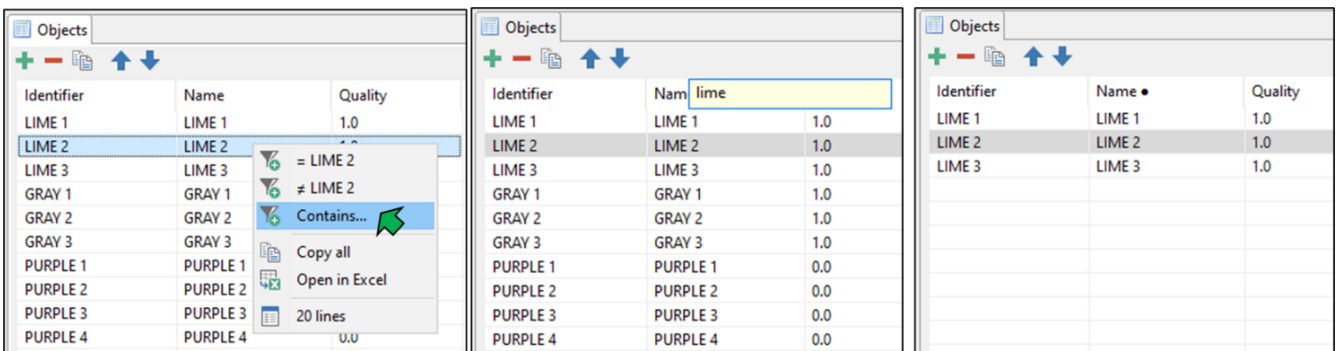 Objects
Identifier Name Quality
LIME 1 LIME 1 1.0
LIME 2 LIME 2
LIME 3 LIME 3
GRAY 1 GRAY 1
GRAY 2 GRAY 2
GRAY 3 GRAY 3
PURPLE 1 PURPLE 1
PURPLE 2 PURPLE 2
PURPLE 3 PURPLE 3
PURPLE 4 PURPLE 4 0.0
= LIME 2
≠ LIME 2
Contains...
Copy all
Open in Excel
20 lines
Objects
Identifier Nam lime
LIME 1 LIME 1 1.0
LIME 2 LIME 2 1.0
LIME 3 LIME 3 1.0
GRAY 1 GRAY 1 1.0
GRAY 2 GRAY 2 1.0
GRAY 3 GRAY 3 1.0
PURPLE 1 PURPLE 1 0.0
PURPLE 2 PURPLE 2 0.0
PURPLE 3 PURPLE 3 0.0
PURPLE 4 PURPLE 4 0.0
Objects
Identifier Name • Quality
LIME 1 LIME 1 1.0
LIME 2 LIME 2 1.0
LIME 3 LIME 3 1.0